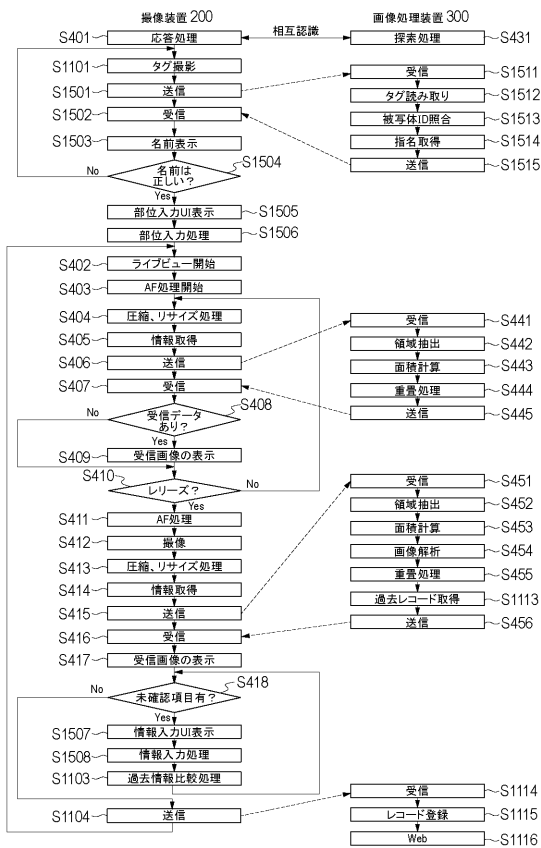 撮像装置 200
S401 応答処理
S1101 タグ撮影
S1501 送信
S1502 受信
S1503 名前表示
名前は
正しい?
S1504
No
Yes
S1505 部位入力UI表示
S1506 部位入力処理
S402 ライブビュー開始
S403 AF処理開始
S404 圧縮、リサイズ処理
S405 情報取得
S406 送信
S407 受信
S408
受信データ
あり?
No
Yes
S409 受信画像の表示
S410 レリーズ?
No
Yes
S411 AF処理
S412 撮像
S413 圧縮、リサイズ処理
S414 情報取得
S415 送信
S416 受信
S417 受信画像の表示
S418 未確認項目有?
No
Yes
S1507 情報入力UI表示
S1508 情報入力処理
S1103 過去情報比較処理
S1104 送信
相互認識
画像処理装置 300
探索処理 S431
受信 S1511
タグ読み取り S1512
被写体ID照合 S1513
指名取得 S1514
送信 S1515
受信 S441
領域抽出 S442
面積計算 S443
重畳処理 S444
送信 S445
受信 S451
領域抽出 S452
面積計算 S453
画像解析 S454
重畳処理 S455
過去レコード取得 S1113
送信 S456
受信 S1114
レコード登録 S1115
Web S1116